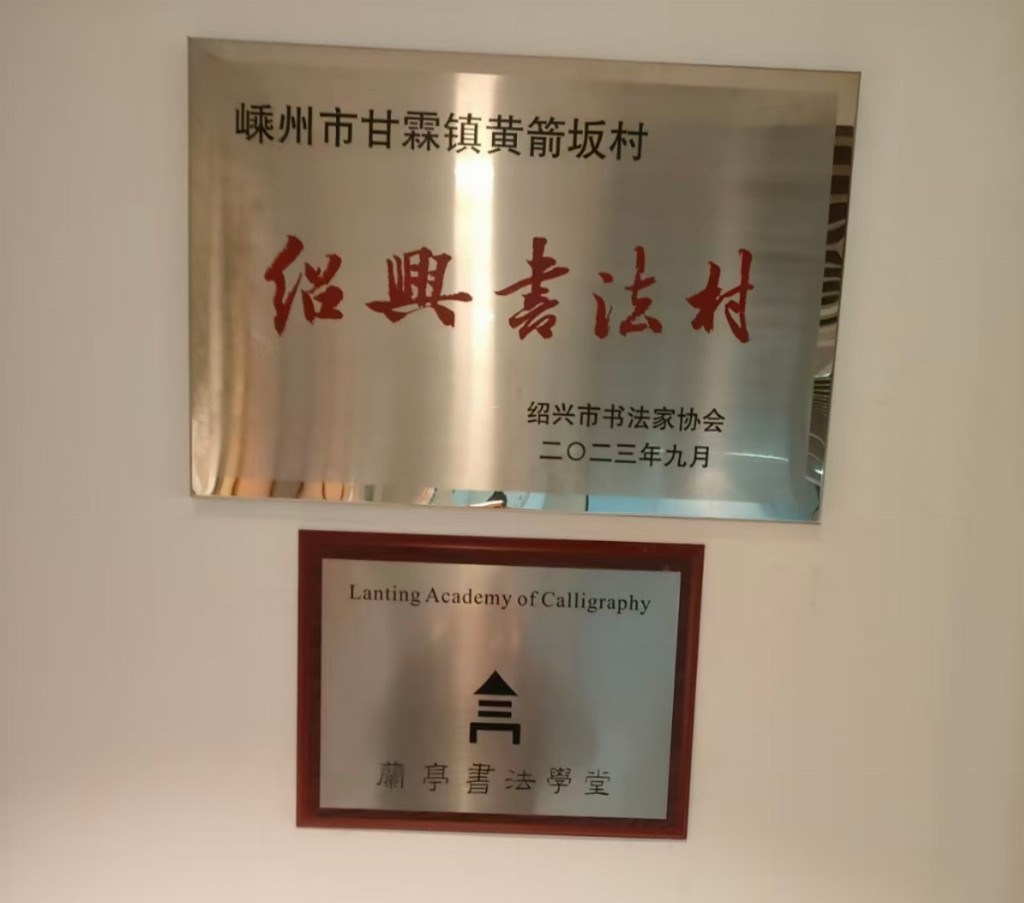 嵊州市甘霖镇黄箭坂村
绍興书法村
绍兴市书法家协会
二〇二三年九月
Lanting Academy of Calligraphy
蘭亭書法學堂